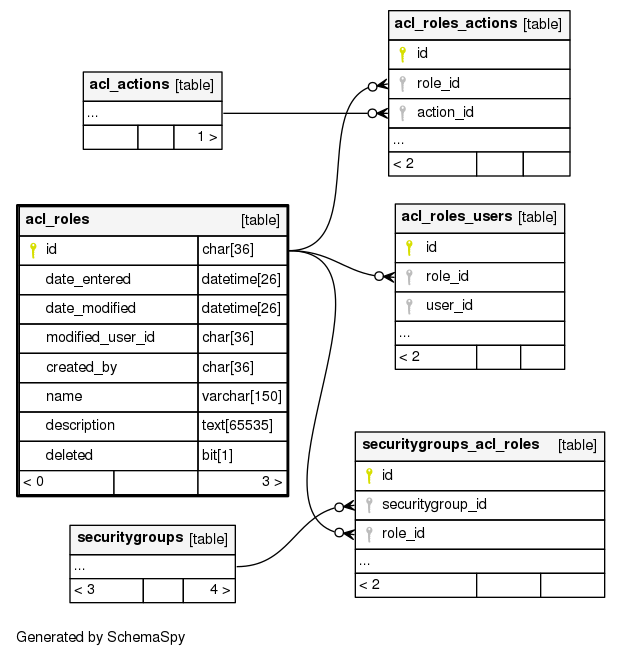 acl_roles_actions [table]
id
role_id
action_id
...
< 2
acl_actions [table]
...
1 >
acl_roles [table]
id char[36]
date_entered datetime[26]
date_modified datetime[26]
modified_user_id char[36]
created_by char[36]
name varchar[150]
description text[65535]
deleted bit[1]
< 0 3 >
acl_roles_users [table]
id
role_id
user_id
...
< 2
securitygroups_acl_roles [table]
id
securitygroup_id
role_id
...
< 2
securitygroups [table]
...
< 3 4 >
Generated by SchemaSpy